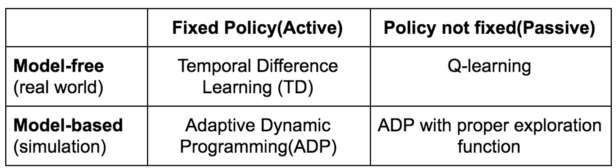 Fixed Policy(Active)
Policy not fixed(Passive)
Model-free
(real world)
Temporal Difference
Learning (TD)
Q-learning
Model-based
(simulation)
Adaptive Dynamic
Programming(ADP)
ADP with proper exploration
function